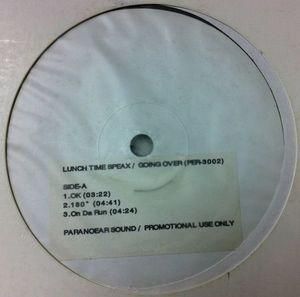 LUNCH TIME SPEAX / GOING OVER (PER-3002)
SIDE-A
1.OK (03:22)
2.180° (04:41)
3.On Da Run (04:24)
PARANOEAR SOUND / PROMOTIONAL USE ONLY